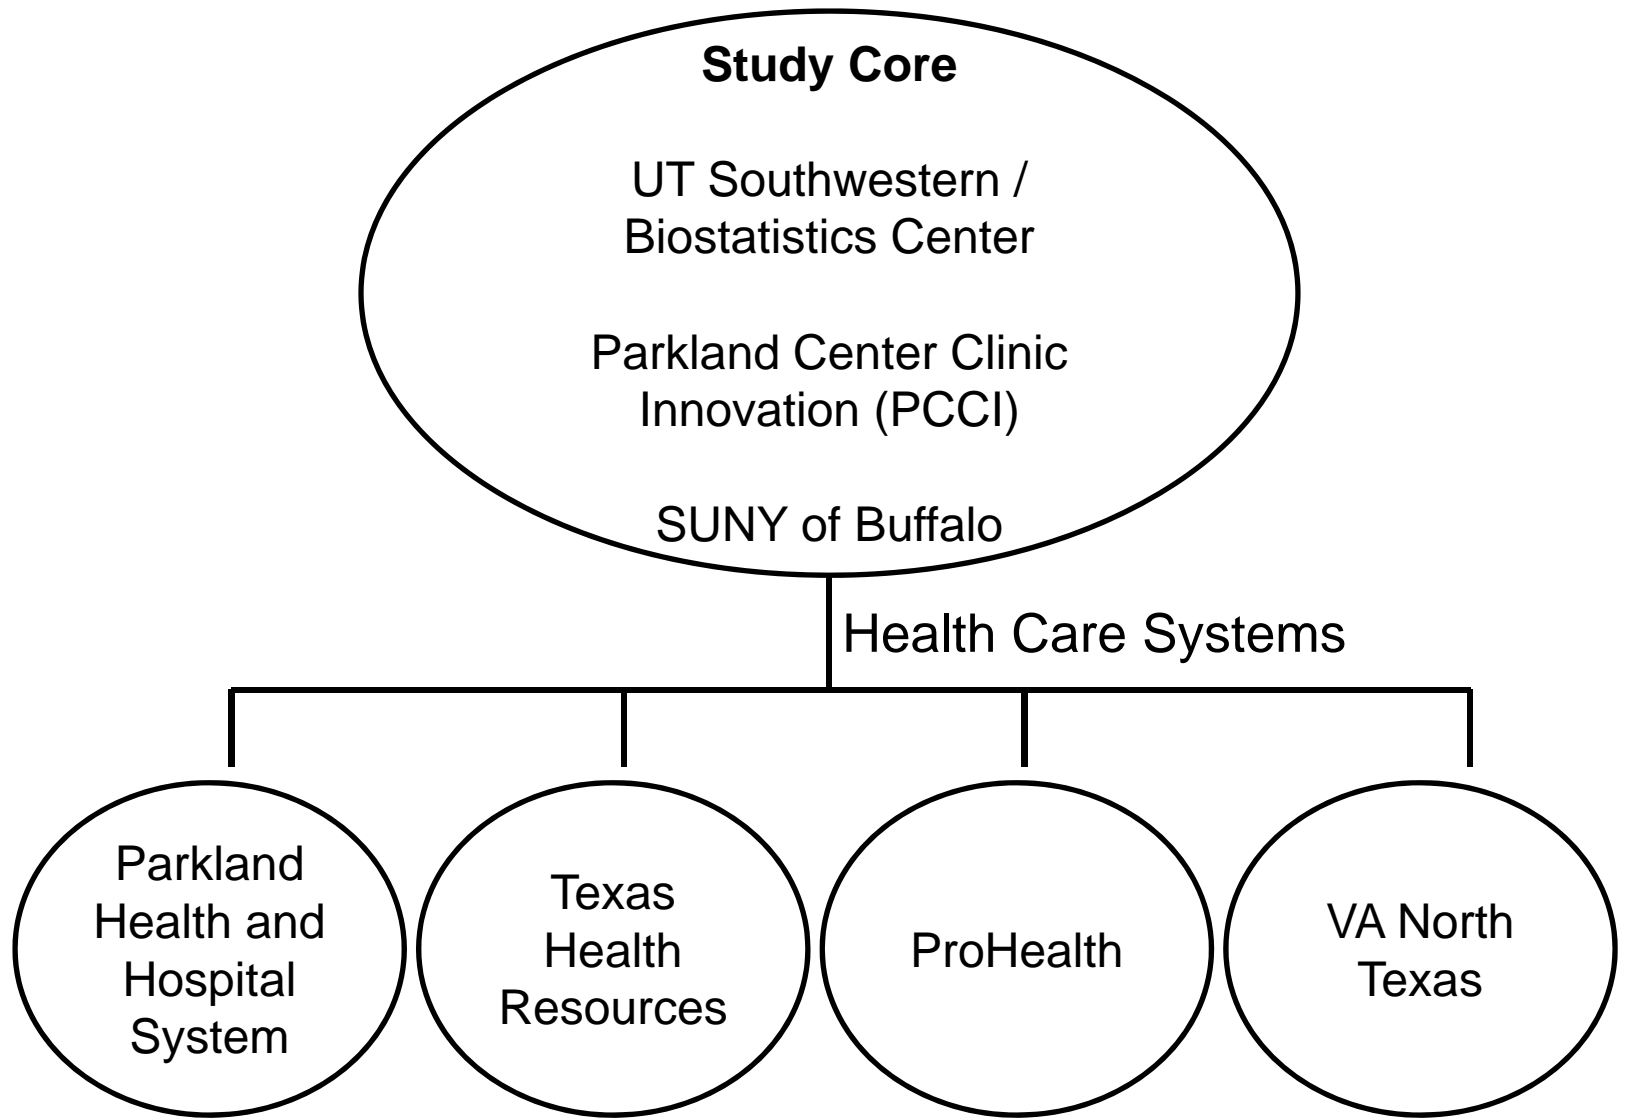 Study Core
UT Southwestern /
Biostatistics Center
Parkland Center Clinic
Innovation (PCCI)
SUNY of Buffalo
Health Care Systems
Parkland
Health and
Hospital
System
Texas
Health
Resources
ProHealth
VA North
Texas